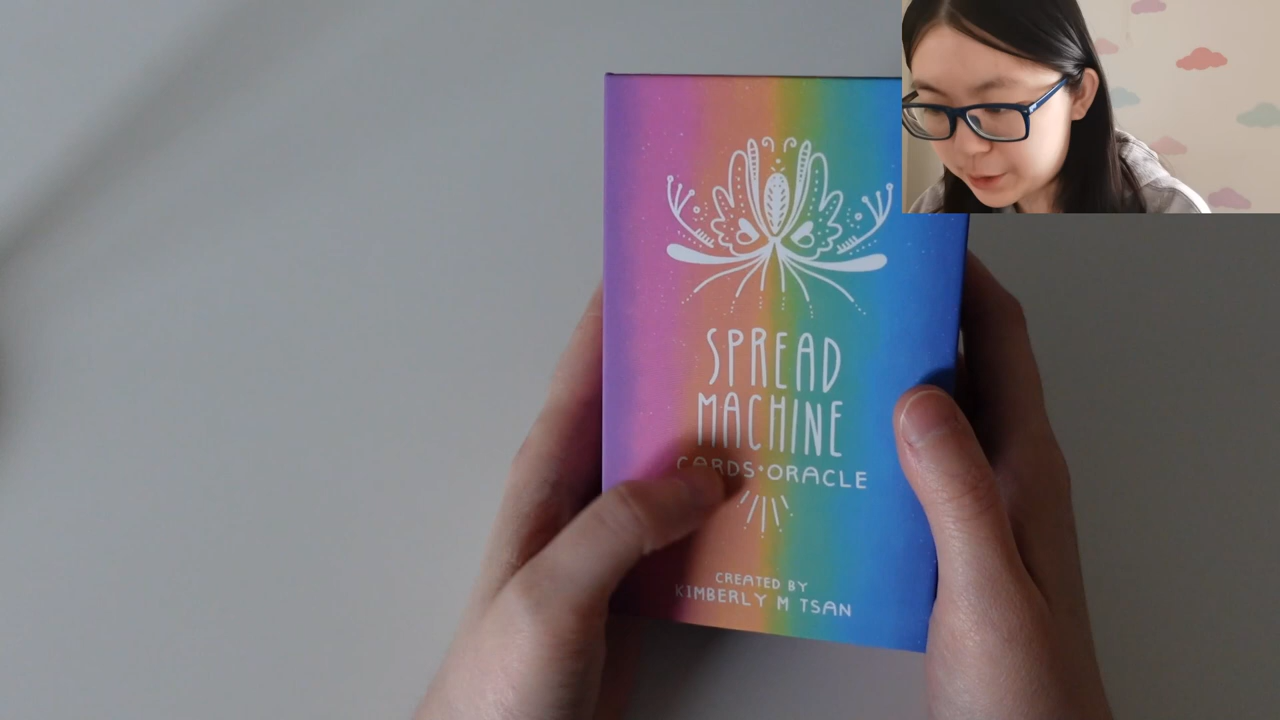 SPREAD
MACHINE
CARDS•ORACLE
CREATED BY
KIMBERLY M TSAN